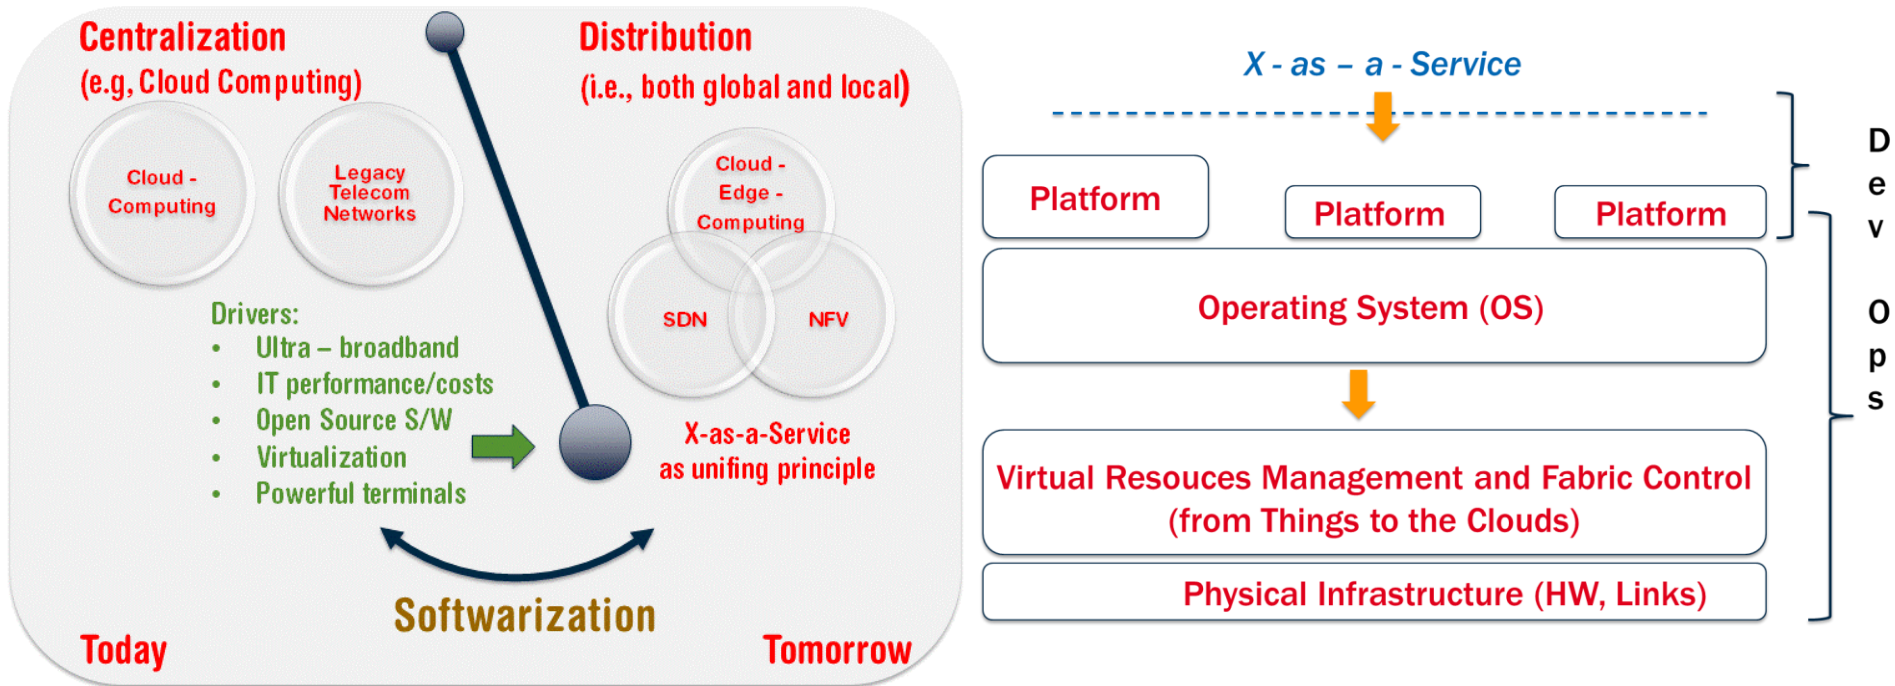 Centralization
(e.g, Cloud Computing)
Cloud -
Computing
Legacy
Telecom
Networks
Distribution
(i.e., both global and local)
Cloud -
Edge -
Computing
SDN
NFV
Drivers:
• Ultra – broadband
• IT performance/costs
• Open Source S/W
• Virtualization
• Powerful terminals
X-as-a-Service
as unifing principle
Softwarization
Today
Tomorrow
X - as – a - Service
Platform
Platform
Platform
Operating System (OS)
Virtual Resouces Management and Fabric Control
(from Things to the Clouds)
Physical Infrastructure (HW, Links)
D
e
v
O
p
s